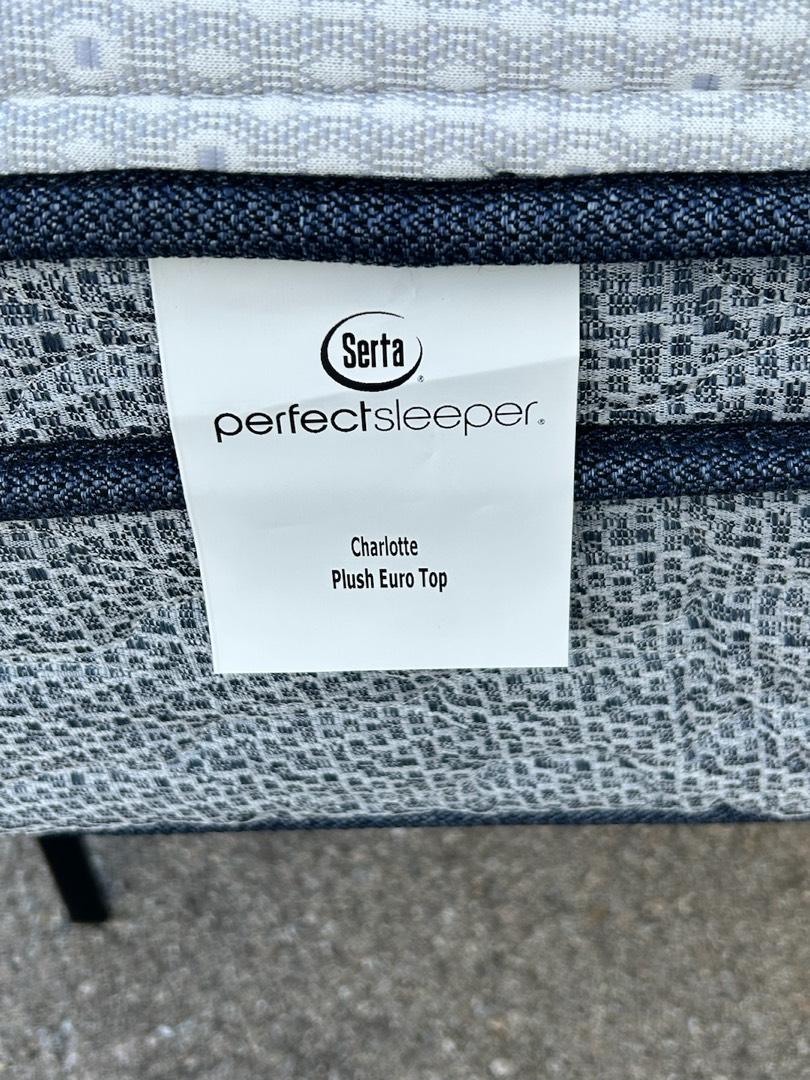 Serta®
perfectsleeper®
Charlotte
Plush Euro Top